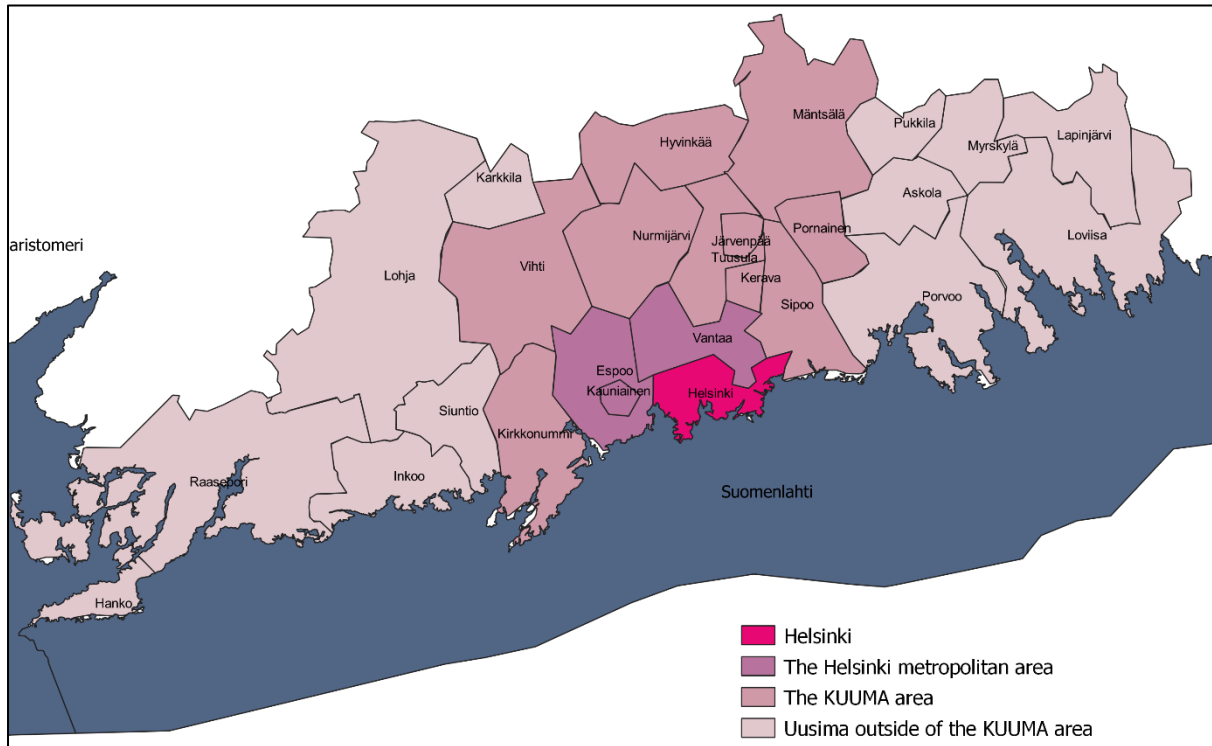 Mäntsälä
Pukkila
Lapinjärvi
Hyvinkää
Myrskylä
Karkkila
Askola
aristomeri
Nurmijärvi
Järvenpää
Pornainen
Loviisa
Tuusula
Vihti
Lohja
Kerava
Porvoo
Sipoo
Vantaa
Espoo
Kauniainen
Helsinki
Siuntio
Kirkkonummi
Inkoo
Raasepori
Suomenlahti
Hanko
Helsinki
The Helsinki metropolitan area
The KUUMA area
Uusima outside of the KUUMA area